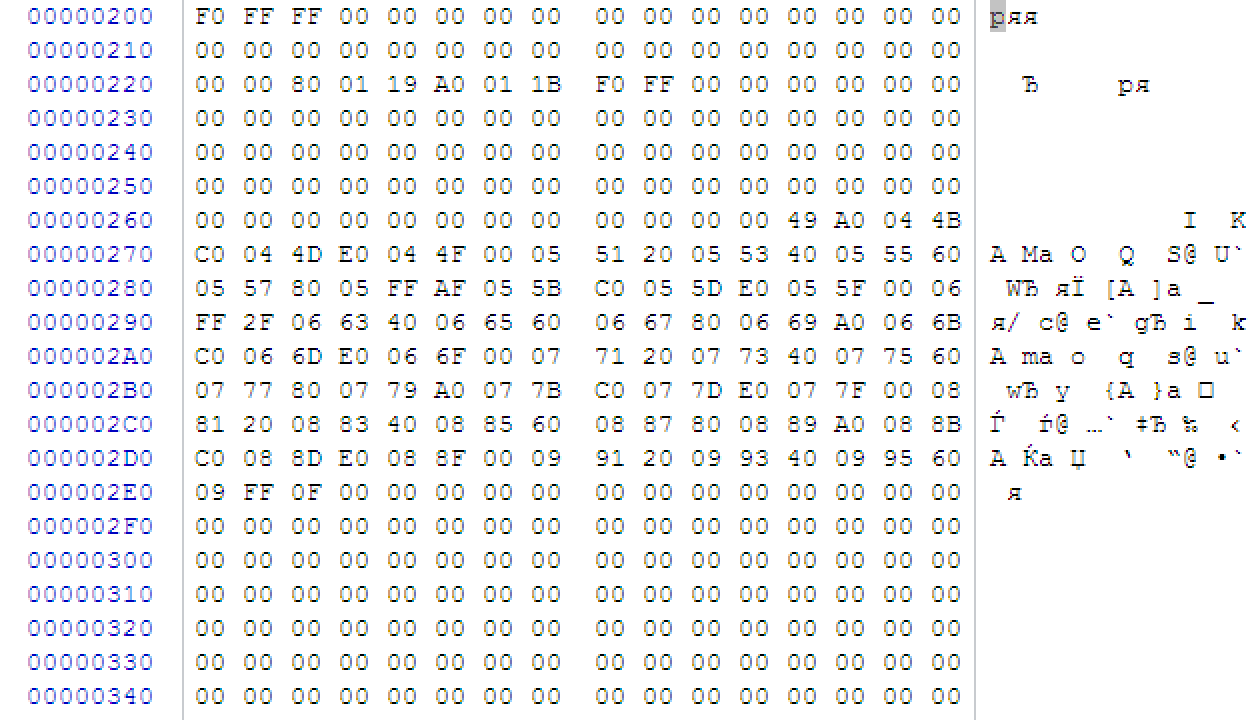 00000200 F0 FF FF 00 00 00 00 00 00 00 00 00 00 00 00 00 ряя
00000210 00 00 00 00 00 00 00 00 00 00 00 00 00 00 00 00
00000220 00 00 80 01 19 A0 01 1B F0 FF 00 00 00 00 00 00 Ђ ря
00000230 00 00 00 00 00 00 00 00 00 00 00 00 00 00 00 00
00000240 00 00 00 00 00 00 00 00 00 00 00 00 00 00 00 00
00000250 00 00 00 00 00 00 00 00 00 00 00 00 00 00 00 00
00000260 00 00 00 00 00 00 00 00 00 00 00 00 49 A0 04 4B I K
00000270 C0 04 4D E0 04 4F 00 05 51 20 05 53 40 05 55 60 А Mа O Q S@ U`
00000280 05 57 80 05 FF AF 05 5B C0 05 5D E0 05 5F 00 06 WЂ яЇ [А ]а _
00000290 FF 2F 06 63 40 06 65 60 06 67 80 06 69 A0 06 6B я/ c@ e` gЂ i k
000002A0 C0 06 6D E0 06 6F 00 07 71 20 07 73 40 07 75 60 А mа o q s@ u`
000002B0 07 77 80 07 79 A0 07 7B C0 07 7D E0 07 7F 00 08 wЂ y {А }а □
000002C0 81 20 08 83 40 08 85 60 08 87 80 08 89 A0 08 8B Ѓ ѓ@ …` ‡Ђ ‰ ‹
000002D0 C0 08 8D E0 08 8F 00 09 91 20 09 93 40 09 95 60 А Ќа Џ ‘ “@ •`
000002E0 09 FF 0F 00 00 00 00 00 00 00 00 00 00 00 00 00 я
000002F0 00 00 00 00 00 00 00 00 00 00 00 00 00 00 00 00
00000300 00 00 00 00 00 00 00 00 00 00 00 00 00 00 00 00
00000310 00 00 00 00 00 00 00 00 00 00 00 00 00 00 00 00
00000320 00 00 00 00 00 00 00 00 00 00 00 00 00 00 00 00
00000330 00 00 00 00 00 00 00 00 00 00 00 00 00 00 00 00
00000340 00 00 00 00 00 00 00 00 00 00 00 00 00 00 00 00